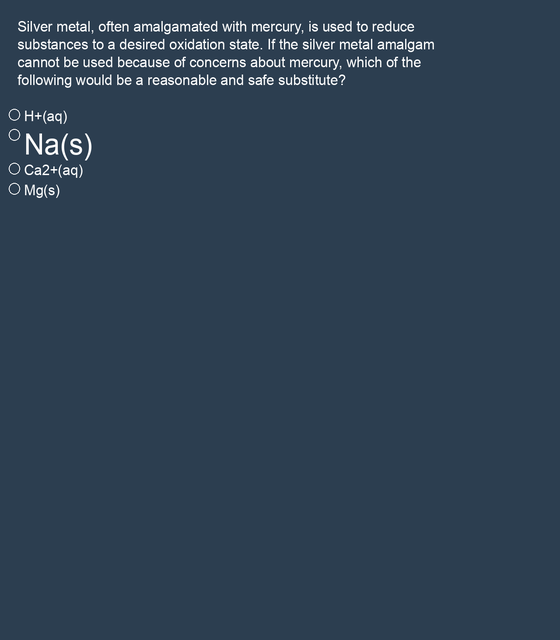 Silver metal, often amalgamated with mercury, is used to reduce
substances to a desired oxidation state. If the silver metal amalgam
cannot be used because of concerns about mercury, which of the
following would be a reasonable and safe substitute?
H+(aq)
Na(s)
Ca2+(aq)
Mg(s)